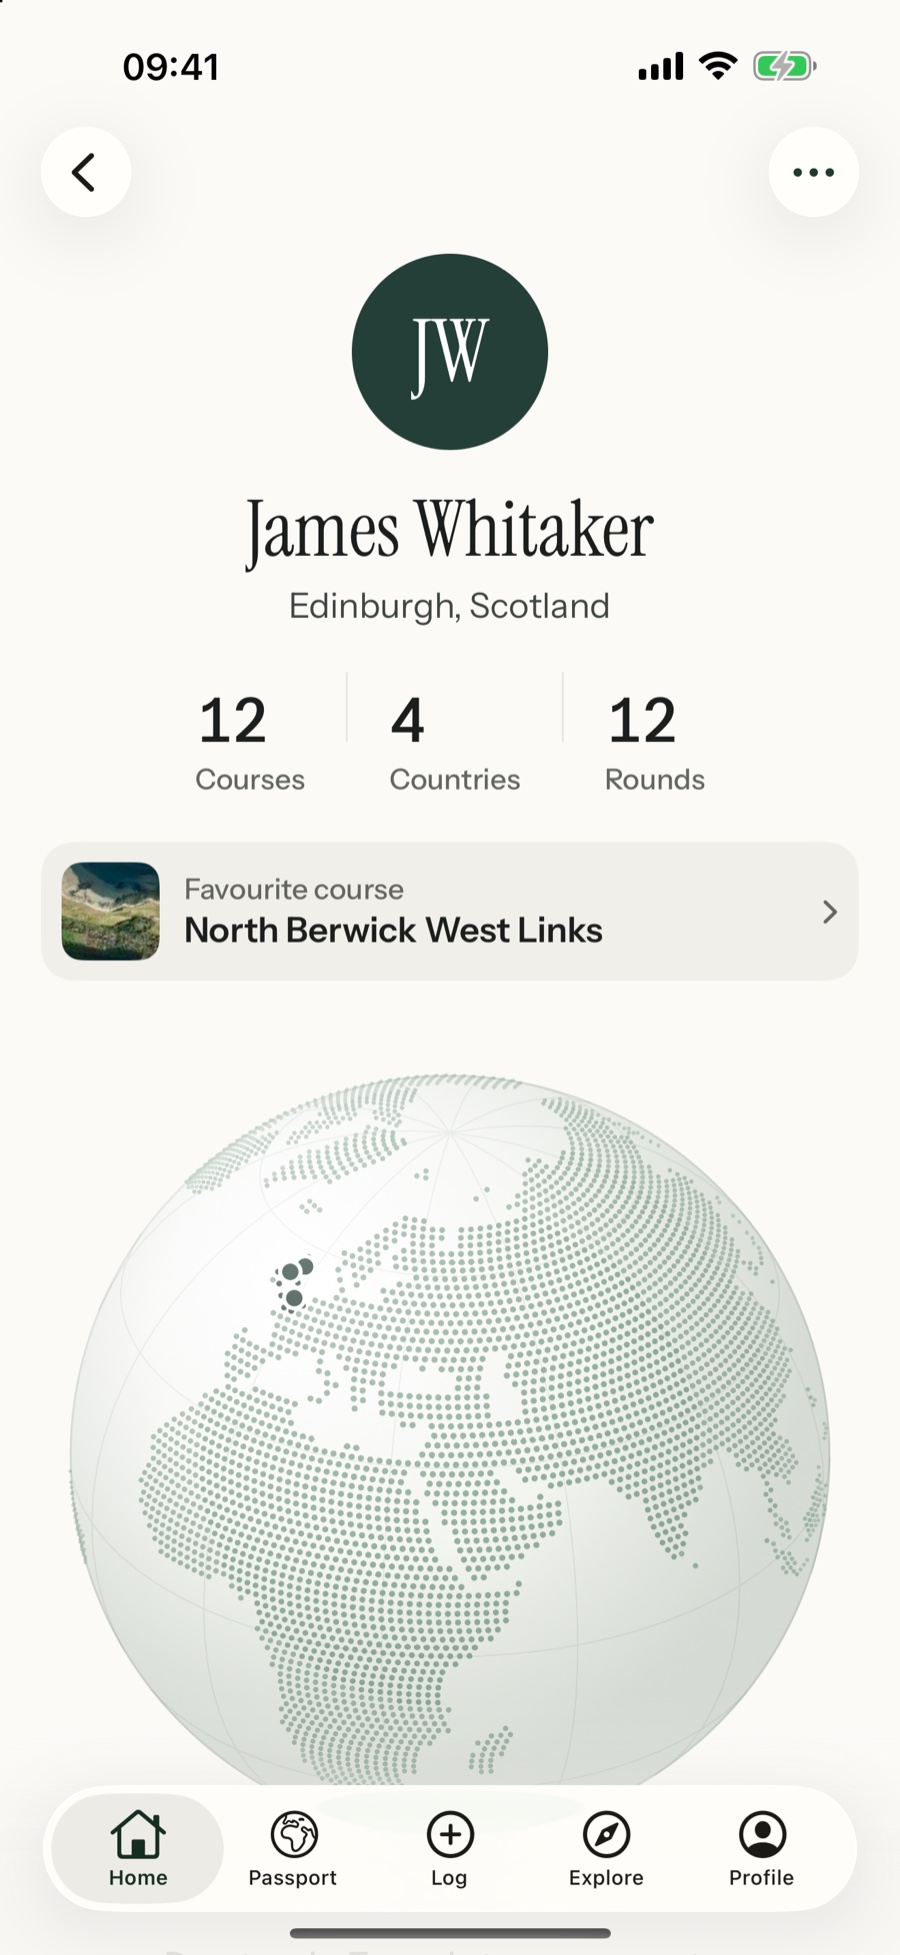 09:41
JW
James Whitaker
Edinburgh, Scotland
12 4 12
Courses Countries Rounds
Favourite course
North Berwick West Links
Home Passport Log Explore Profile